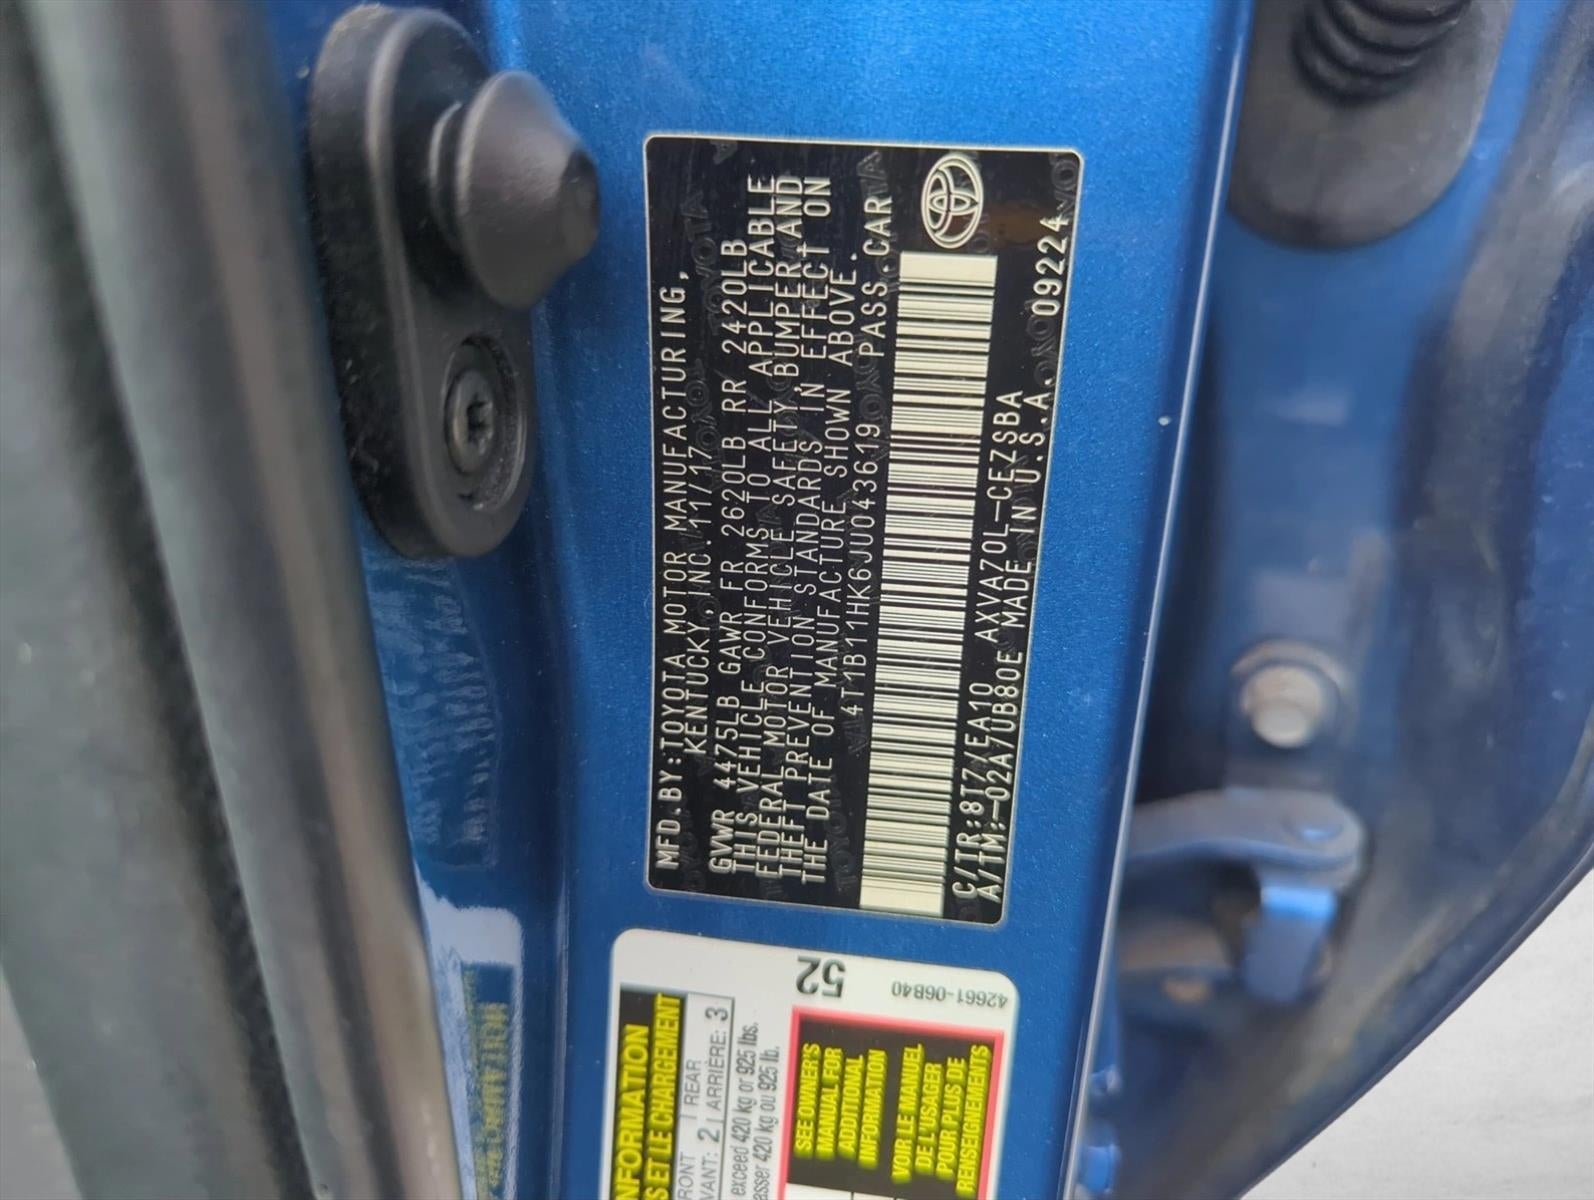 MFD.BY:TOYOTA MOTOR MANUFACTURING,
KENTUCKY,INC. 11/17
GVWR 4475LB GAWR FR 2620LB RR 2420LB
THIS VEHICLE CONFORMS TO ALL APPLICABLE
FEDERAL MOTOR VEHICLE SAFETY,BUMPER,AND
THEFT PREVENTION STANDARDS IN EFFECT ON
THE DATE OF MANUFACTURE SHOWN ABOVE.
4T1B11HK6JU043619 PASS.CAR
C/TR:8T7/EA10 AXVA70L-CEZSBA
A/TM:-02A/UB80E MADE IN U.S.A. 09224
52
42661-06B40
INFORMATION
ET LE CHARGEMENT
REAR
2 ARRIÈRE: 3
exceed 420 kg or 925 lbs.
420 kg ou 925 lb.
SEE OWNER'S
MANUAL FOR
ADDITIONAL
INFORMATION
VOIR LE MANUEL
DE L'USAGER
POUR PLUS DE
RENSEIGNEMENTS